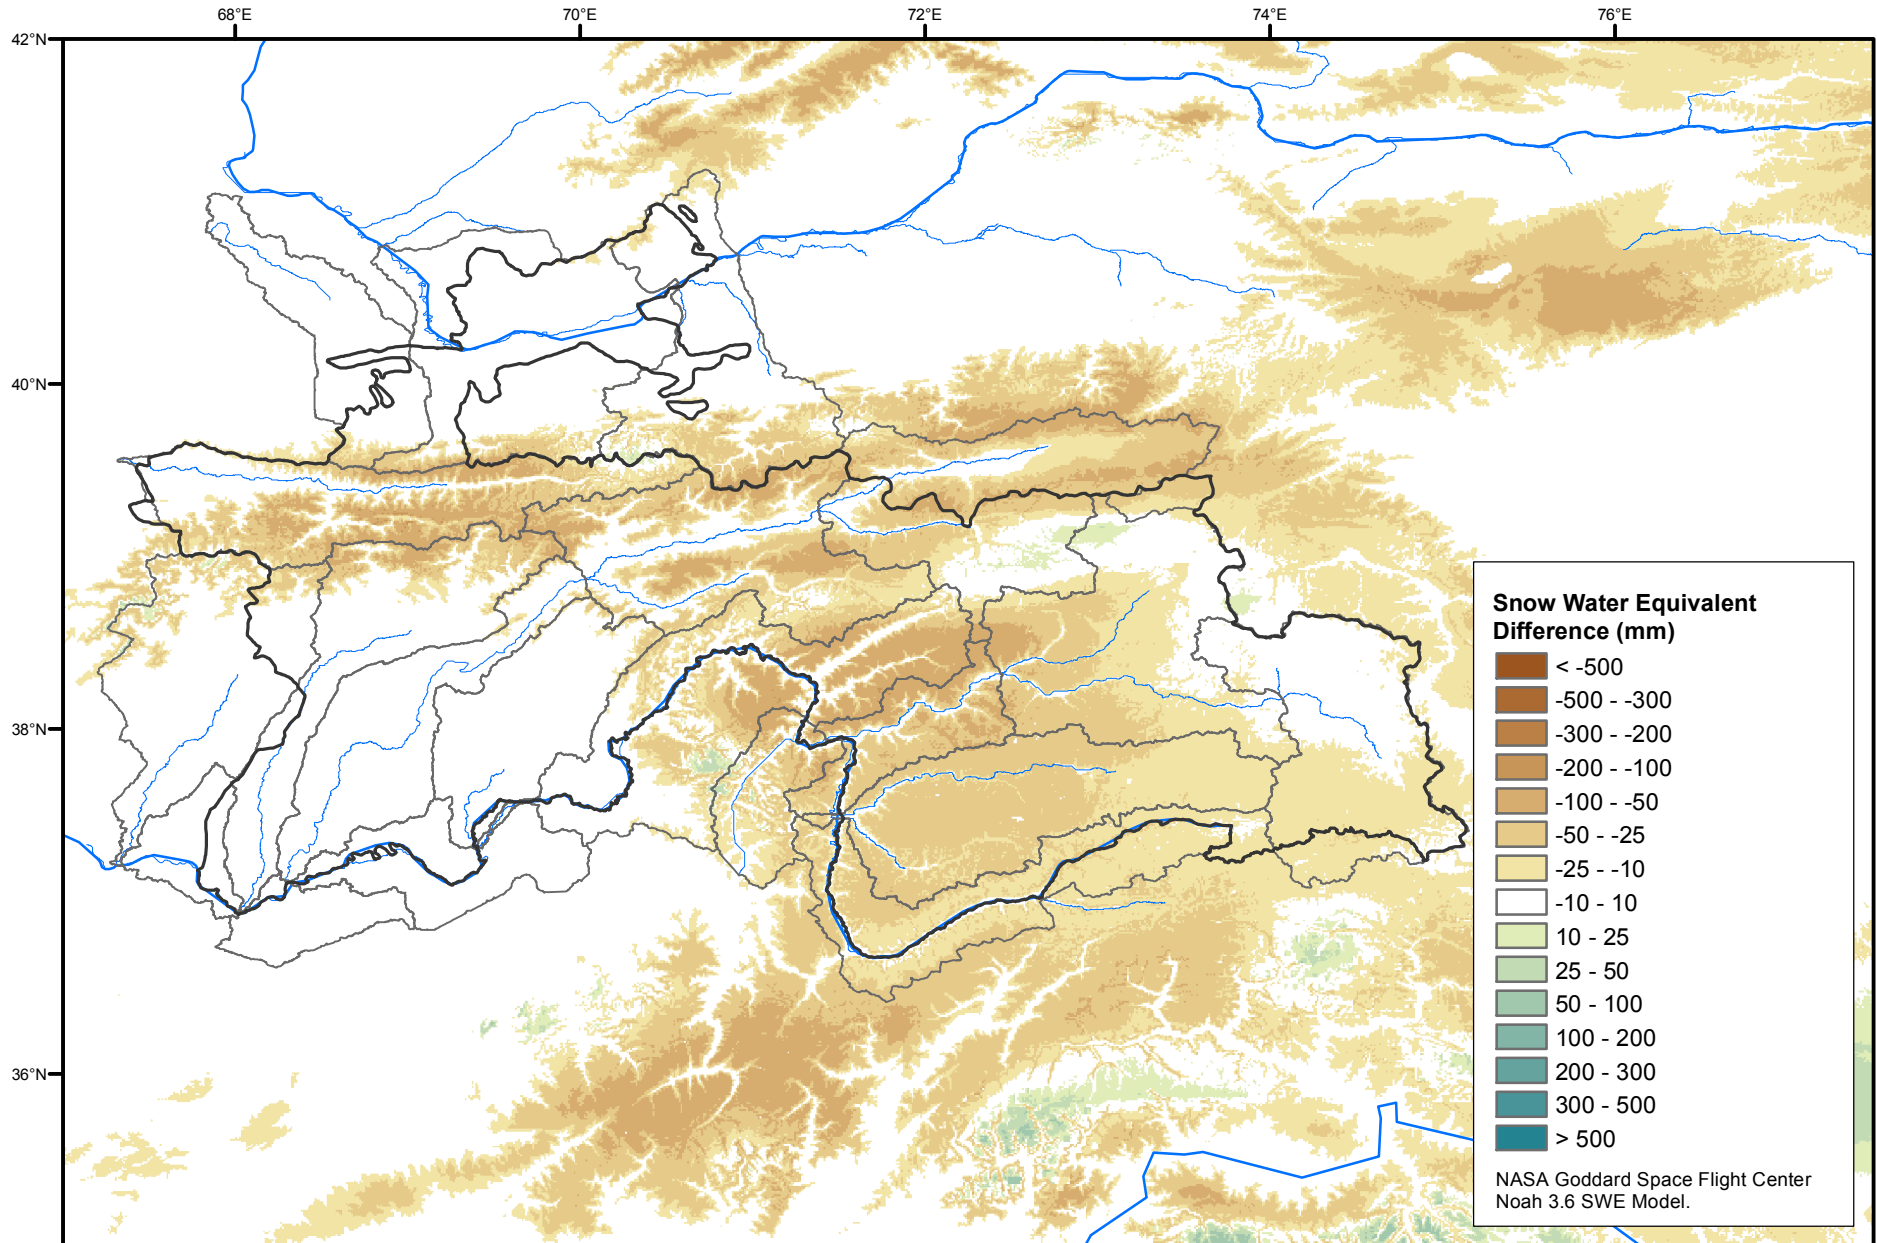 68°E
70°E
72°E
74°E
76°E
42°N
40°N
38°N
36°N
Snow Water Equivalent
Difference (mm)
< -500
-500 - -300
-300 - -200
-200 - -100
-100 - -50
-50 - -25
-25 - -10
-10 - 10
10 - 25
25 - 50
50 - 100
100 - 200
200 - 300
300 - 500
> 500
NASA Goddard Space Flight Center
Noah 3.6 SWE Model.